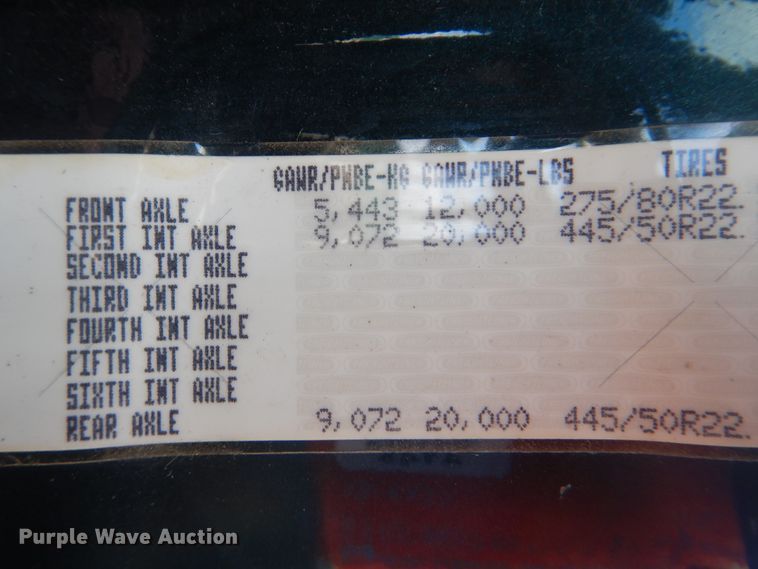 GAWR/PNBE-KG GAWR/PNBE-LBS TIRES
FRONT AXLE 5,443 12,000 275/80R22.
FIRST INT AXLE 9,072 20,000 445/50R22.
SECOND INT AXLE
THIRD INT AXLE
FOURTH INT AXLE
FIFTH INT AXLE
SIXTH INT AXLE
REAR AXLE 9,072 20,000 445/50R22.
Purple Wave Auction